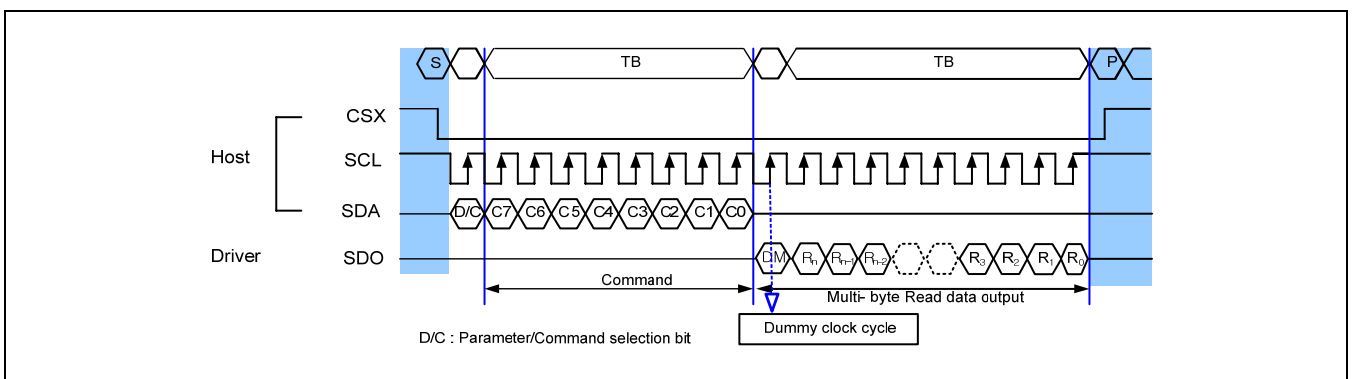 S TB TB P
CSX
Host SCL
SDA D/C C7 C6 C5 C4 C3 C2 C1 C0
Driver SDO DM Rn Rn-1 Rn-2 R3 R2 R1 R0
Command
Multi- byte Read data output
Dummy clock cycle
D/C : Parameter/Command selection bit